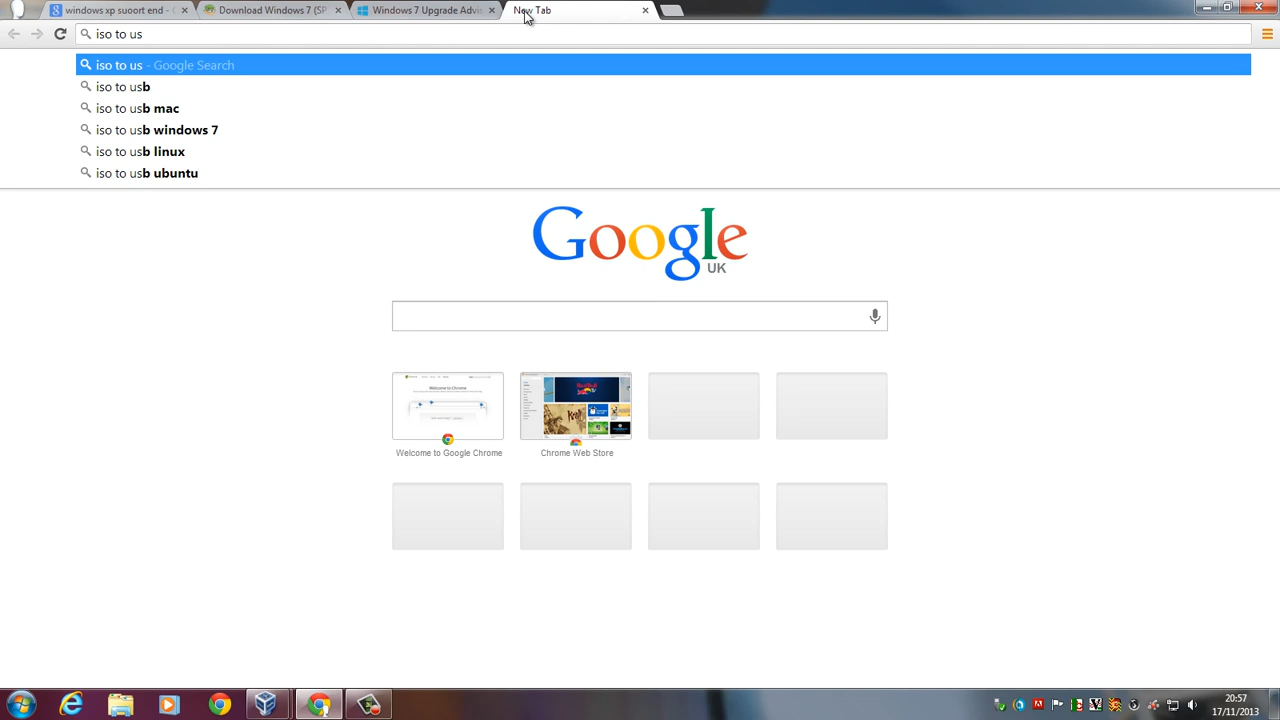 windows xp suoort end -
Download Windows 7 (SP
Windows 7 Upgrade Advis
New Tab
iso to us
iso to us - Google Search
iso to usb
iso to usb mac
iso to usb windows 7
iso to usb linux
iso to usb ubuntu
Google
UK
Welcome to Google Chrome
Chrome Web Store
20:57
17/11/2013